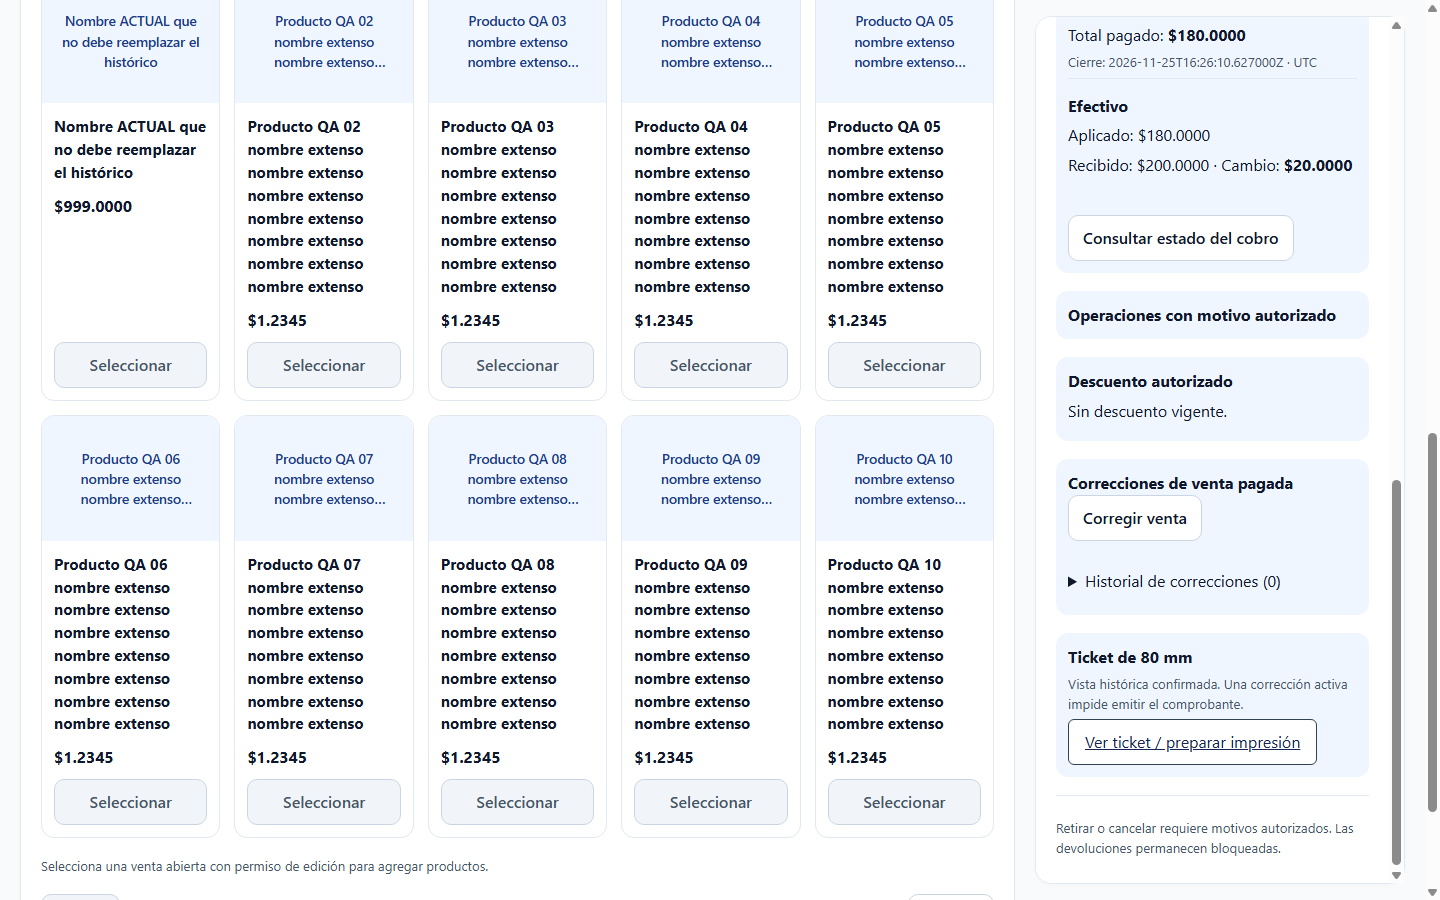 Nombre ACTUAL que
no debe reemplazar el
histórico
Nombre ACTUAL que
no debe reemplazar
el histórico
$999.0000
Seleccionar
Producto QA 02
nombre extenso
nombre extenso...
Producto QA 02
nombre extenso
nombre extenso
nombre extenso
nombre extenso
nombre extenso
nombre extenso
nombre extenso
$1.2345
Seleccionar
Producto QA 03
nombre extenso
nombre extenso...
Producto QA 03
nombre extenso
nombre extenso
nombre extenso
nombre extenso
nombre extenso
nombre extenso
nombre extenso
$1.2345
Seleccionar
Producto QA 04
nombre extenso
nombre extenso...
Producto QA 04
nombre extenso
nombre extenso
nombre extenso
nombre extenso
nombre extenso
nombre extenso
nombre extenso
$1.2345
Seleccionar
Producto QA 05
nombre extenso
nombre extenso...
Producto QA 05
nombre extenso
nombre extenso
nombre extenso
nombre extenso
nombre extenso
nombre extenso
nombre extenso
$1.2345
Seleccionar
Producto QA 06
nombre extenso
nombre extenso...
Producto QA 06
nombre extenso
nombre extenso
nombre extenso
nombre extenso
nombre extenso
nombre extenso
nombre extenso
$1.2345
Seleccionar
Producto QA 07
nombre extenso
nombre extenso...
Producto QA 07
nombre extenso
nombre extenso
nombre extenso
nombre extenso
nombre extenso
nombre extenso
nombre extenso
$1.2345
Seleccionar
Producto QA 08
nombre extenso
nombre extenso...
Producto QA 08
nombre extenso
nombre extenso
nombre extenso
nombre extenso
nombre extenso
nombre extenso
nombre extenso
$1.2345
Seleccionar
Producto QA 09
nombre extenso
nombre extenso...
Producto QA 09
nombre extenso
nombre extenso
nombre extenso
nombre extenso
nombre extenso
nombre extenso
nombre extenso
$1.2345
Seleccionar
Producto QA 10
nombre extenso
nombre extenso...
Producto QA 10
nombre extenso
nombre extenso
nombre extenso
nombre extenso
nombre extenso
nombre extenso
nombre extenso
$1.2345
Seleccionar
Selecciona una venta abierta con permiso de edición para agregar productos.
Total pagado: $180.0000
Cierre: 2026-11-25T16:26:10.627000Z · UTC
Efectivo
Aplicado: $180.0000
Recibido: $200.0000 · Cambio: $20.0000
Consultar estado del cobro
Operaciones con motivo autorizado
Descuento autorizado
Sin descuento vigente.
Correcciones de venta pagada
Corregir venta
Historial de correcciones (0)
Ticket de 80 mm
Vista histórica confirmada. Una corrección activa
impide emitir el comprobante.
Ver ticket / preparar impresión
Retirar o cancelar requiere motivos autorizados. Las
devoluciones permanecen bloqueadas.